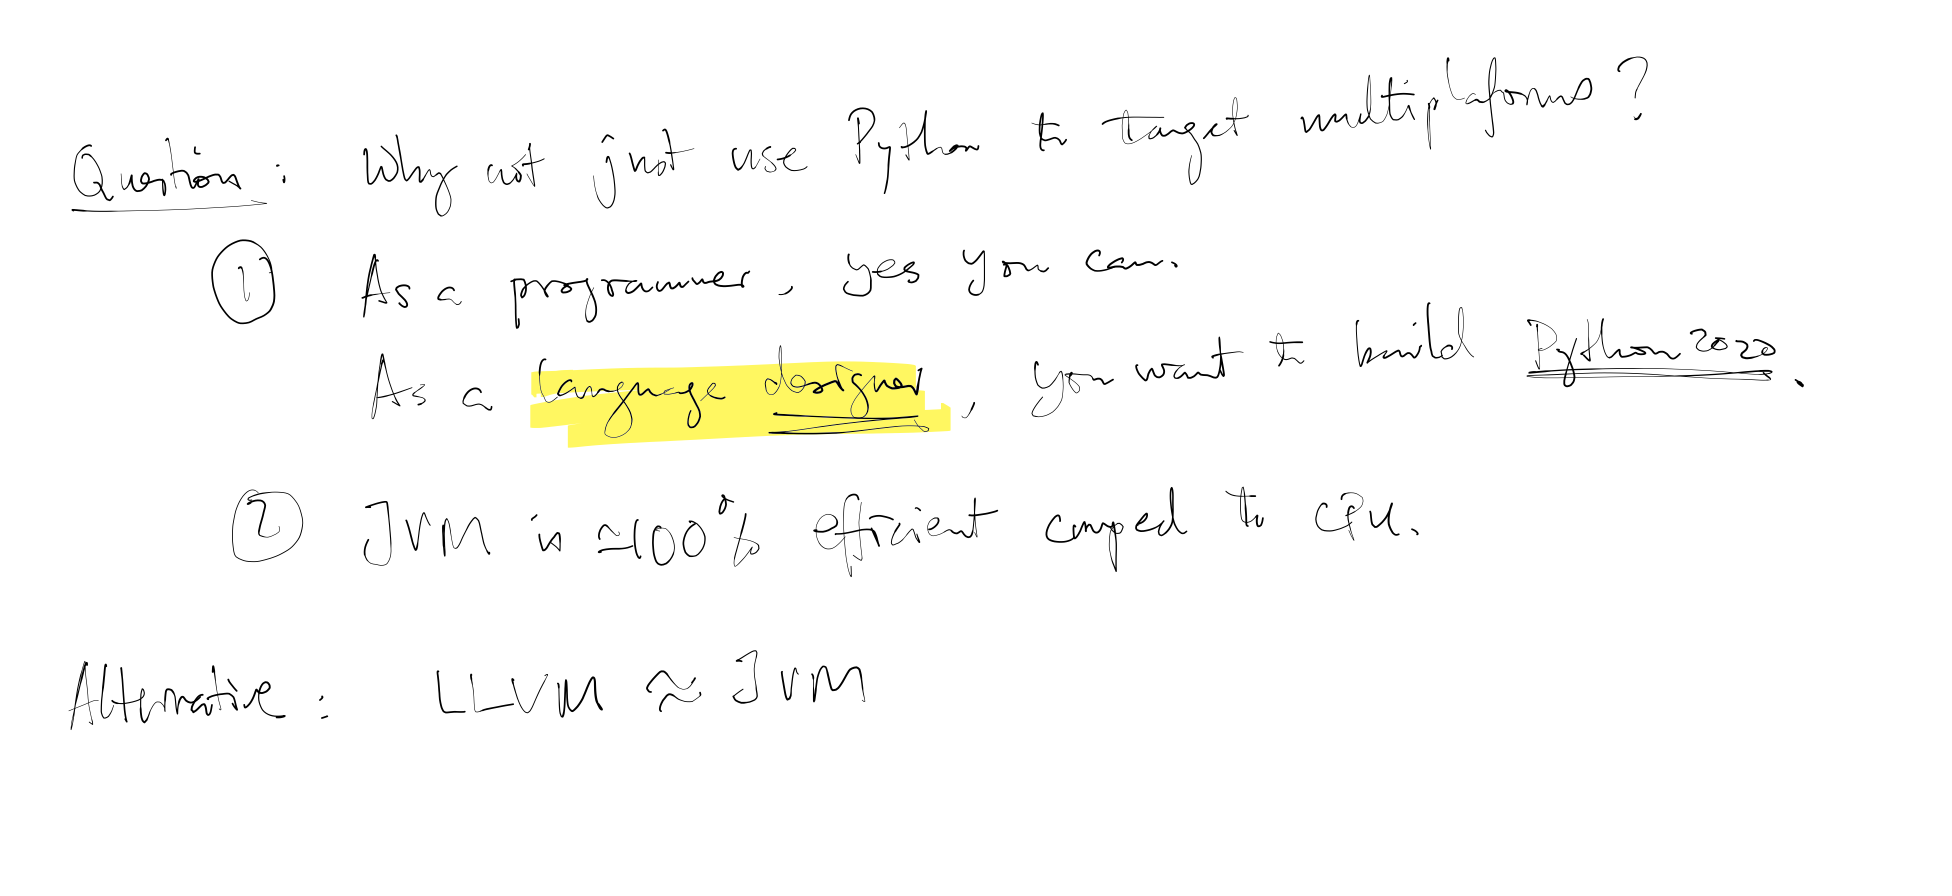 Question: Why not just use Python to target multiplaforms?
① As a programmer, yes you can.
As a language designer, you want to build Python 2020.
② JVM is ≃100% efficient comped to CPU.
Alternative: LLVM ≈ JVM